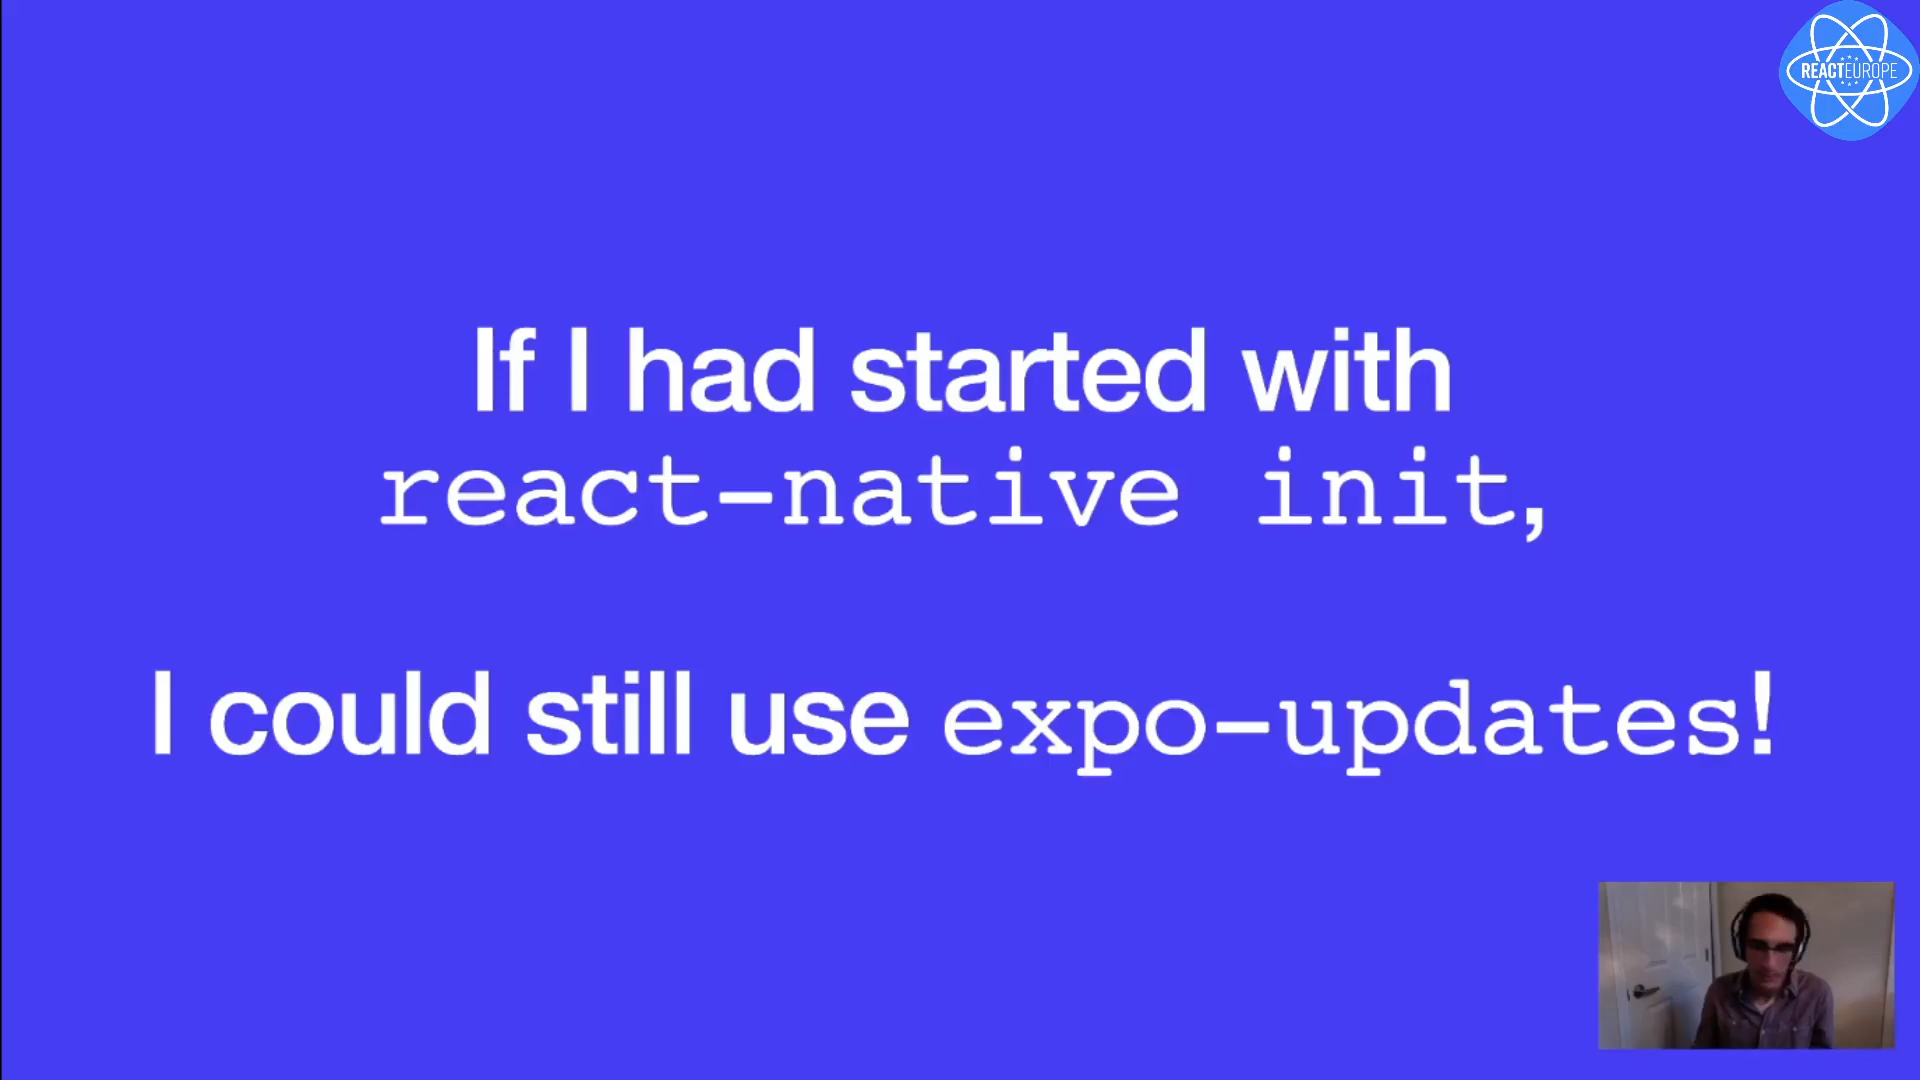 REACTEUROPE
If I had started with
react-native init,
I could still use expo-updates!